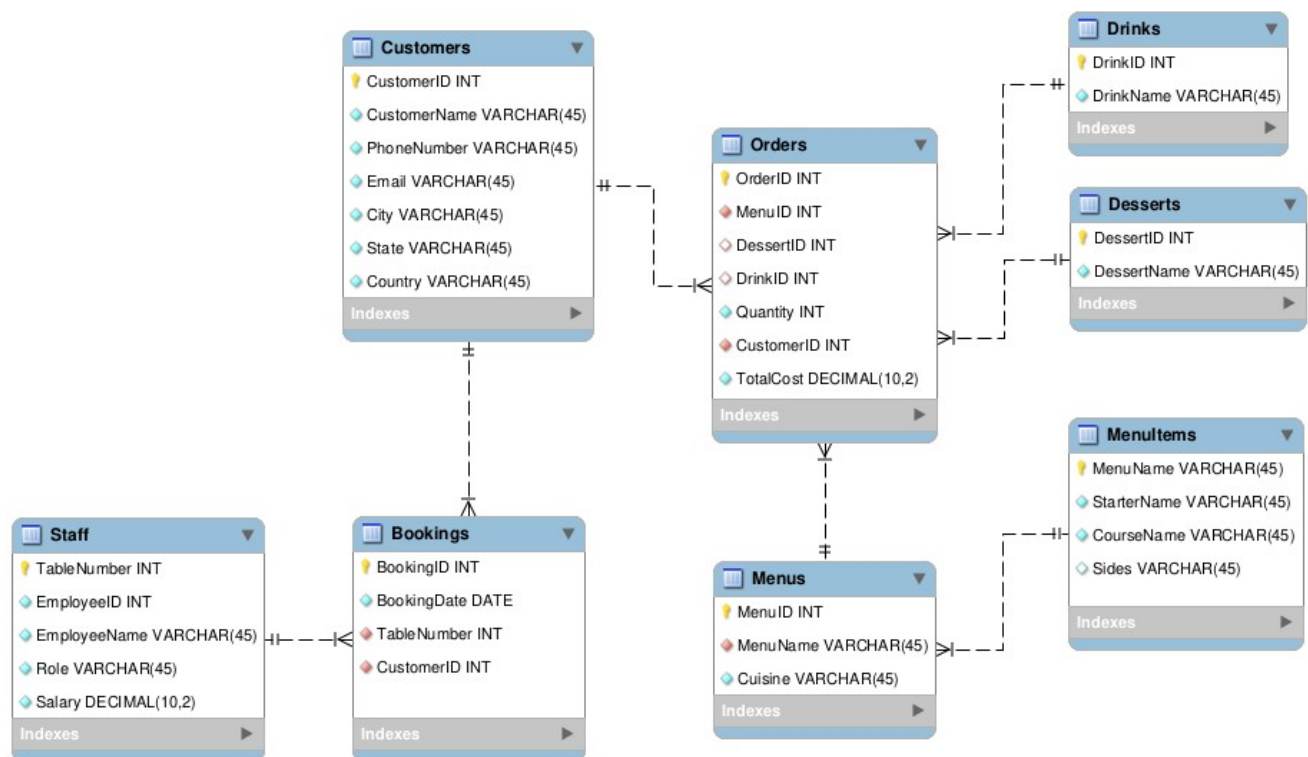 Customers
CustomerID INT
CustomerName VARCHAR(45)
PhoneNumber VARCHAR(45)
Email VARCHAR(45)
City VARCHAR(45)
State VARCHAR(45)
Country VARCHAR(45)
Indexes
Orders
OrderID INT
MenuID INT
DessertID INT
DrinkID INT
Quantity INT
CustomerID INT
TotalCost DECIMAL(10,2)
Indexes
Drinks
DrinkID INT
DrinkName VARCHAR(45)
Indexes
Desserts
DessertID INT
DessertName VARCHAR(45)
Indexes
MenuItems
MenuName VARCHAR(45)
StarterName VARCHAR(45)
CourseName VARCHAR(45)
Sides VARCHAR(45)
Indexes
Staff
TableNumber INT
EmployeeID INT
EmployeeName VARCHAR(45)
Role VARCHAR(45)
Salary DECIMAL(10,2)
Indexes
Bookings
BookingID INT
BookingDate DATE
TableNumber INT
CustomerID INT
Indexes
Menus
MenuID INT
MenuName VARCHAR(45)
Cuisine VARCHAR(45)
Indexes